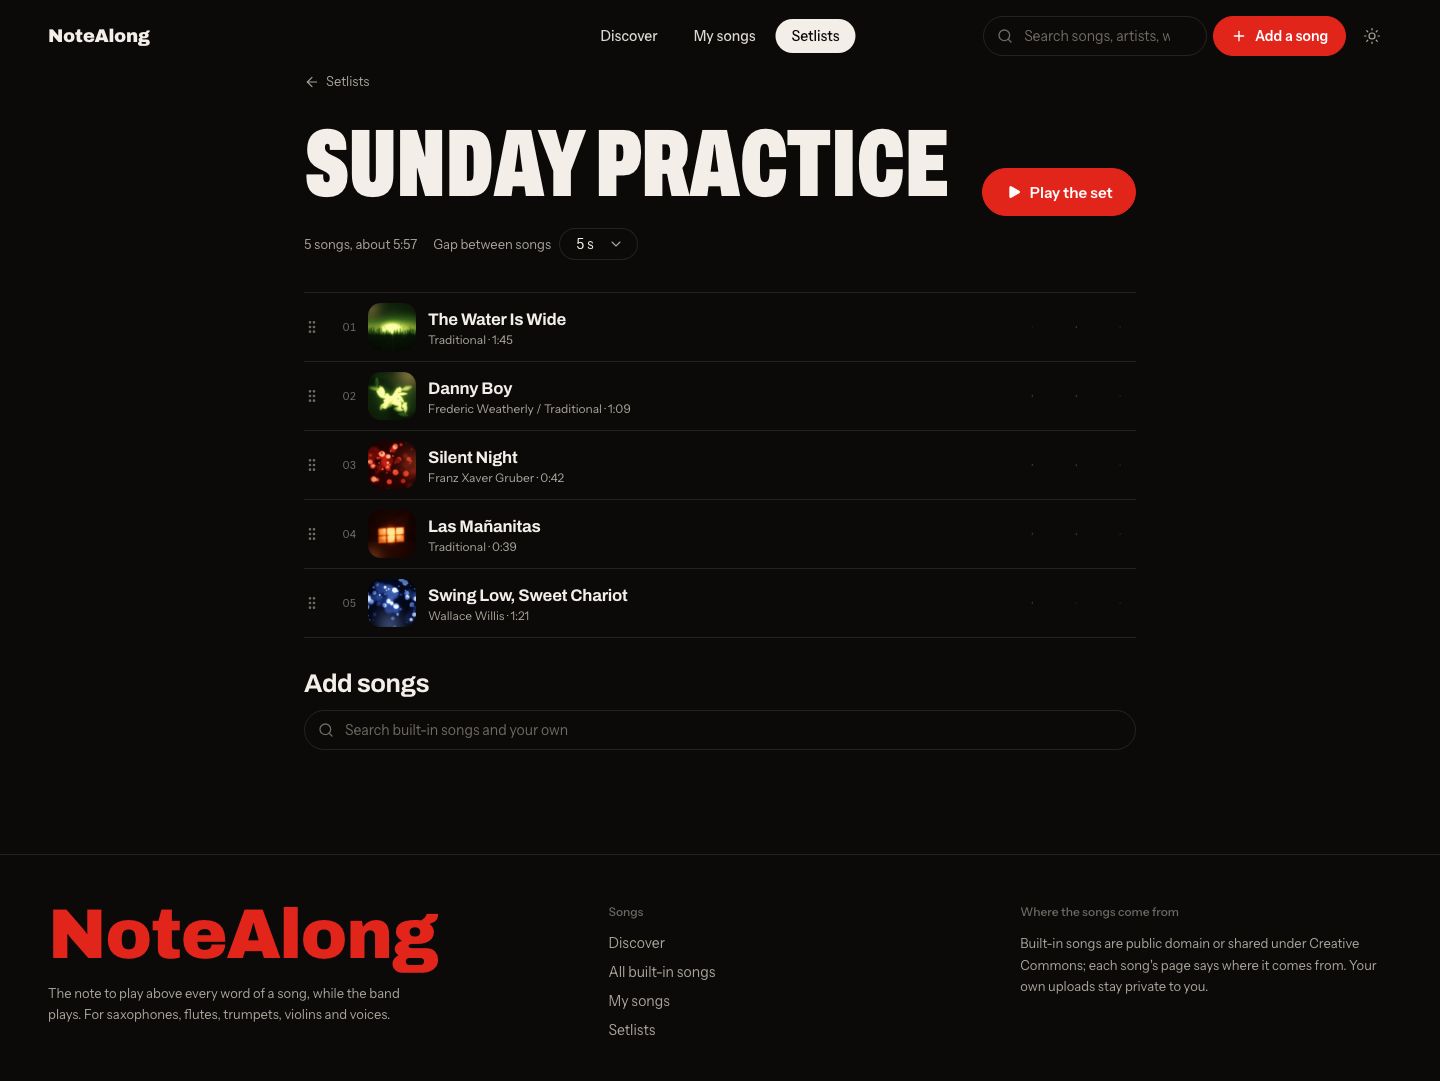 NoteAlong
Discover
My songs
Setlists
Search songs, artists, w
Add a song
Setlists
SUNDAY PRACTICE
Play the set
5 songs, about 5:57
Gap between songs
5 s
01
The Water Is Wide
Traditional · 1:45
02
Danny Boy
Frederic Weatherly / Traditional · 1:09
03
Silent Night
Franz Xaver Gruber · 0:42
04
Las Mañanitas
Traditional · 0:39
05
Swing Low, Sweet Chariot
Wallace Willis · 1:21
Add songs
Search built-in songs and your own
NoteAlong
The note to play above every word of a song, while the band
plays. For saxophones, flutes, trumpets, violins and voices.
Songs
Discover
All built-in songs
My songs
Setlists
Where the songs come from
Built-in songs are public domain or shared under Creative
Commons; each song's page says where it comes from. Your
own uploads stay private to you.